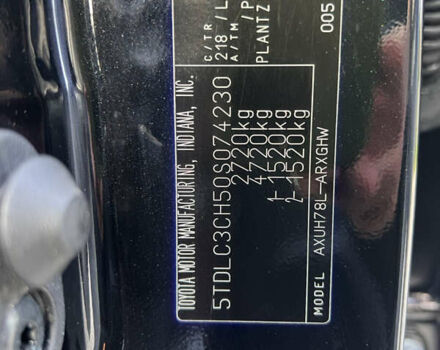 TOYOTA MOTOR MANUFACTURING, INDIANA, INC.
5TDLC3CH50S074230
2720kg
4720kg
1-1520kg
2-1520kg
MODEL AXUH78L-ARXGHW
C/TR
218 /L
A/TM /
PLANT
005